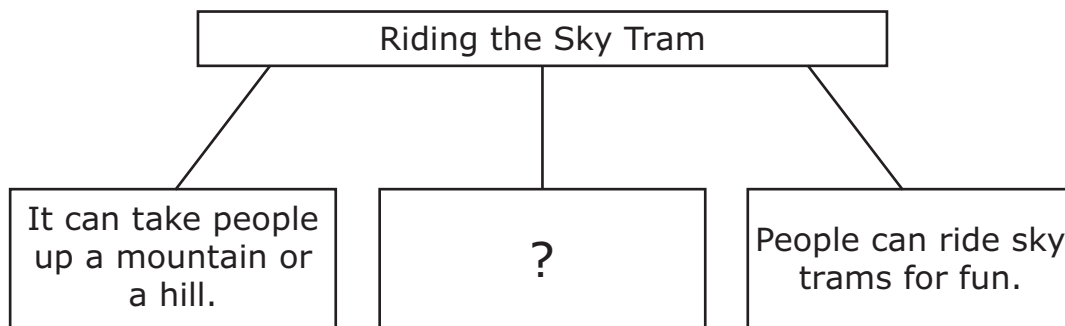 Riding the Sky Tram
It can take people
up a mountain or
a hill.
?
People can ride sky
trams for fun.